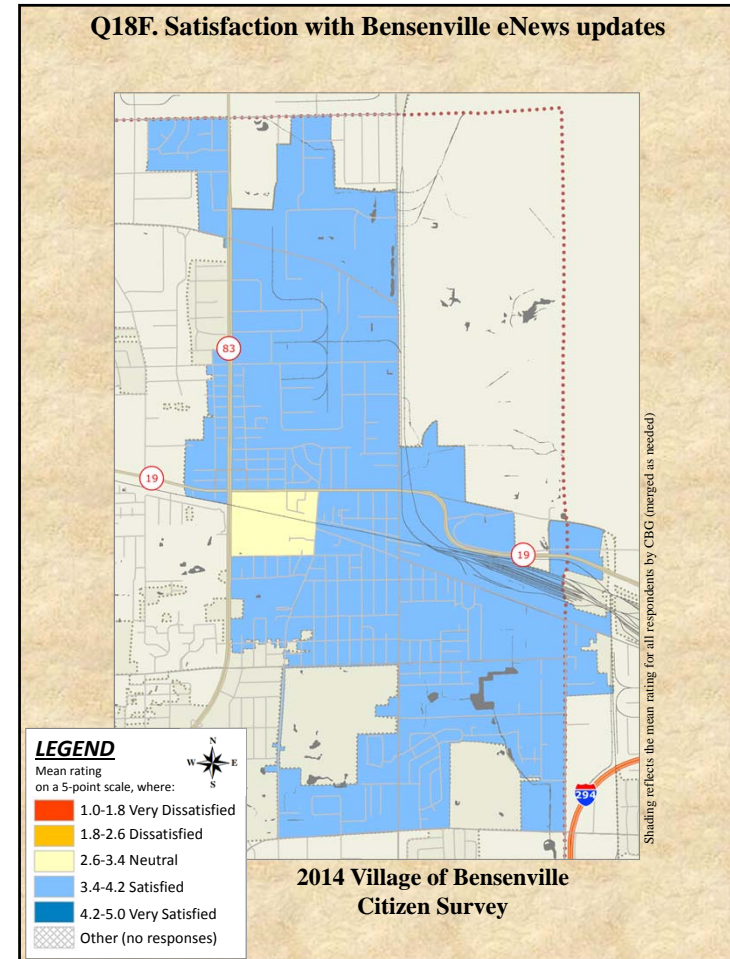 Q18F. Satisfaction with Bensenville eNews updates
83
19
19
294
Shading reflects the mean rating for all respondents by CBG (merged as needed)
LEGEND
Mean rating
on a 5-point scale, where:
N
W E
S
1.0-1.8 Very Dissatisfied
1.8-2.6 Dissatisfied
2.6-3.4 Neutral
3.4-4.2 Satisfied
4.2-5.0 Very Satisfied
Other (no responses)
2014 Village of Bensenville
Citizen Survey